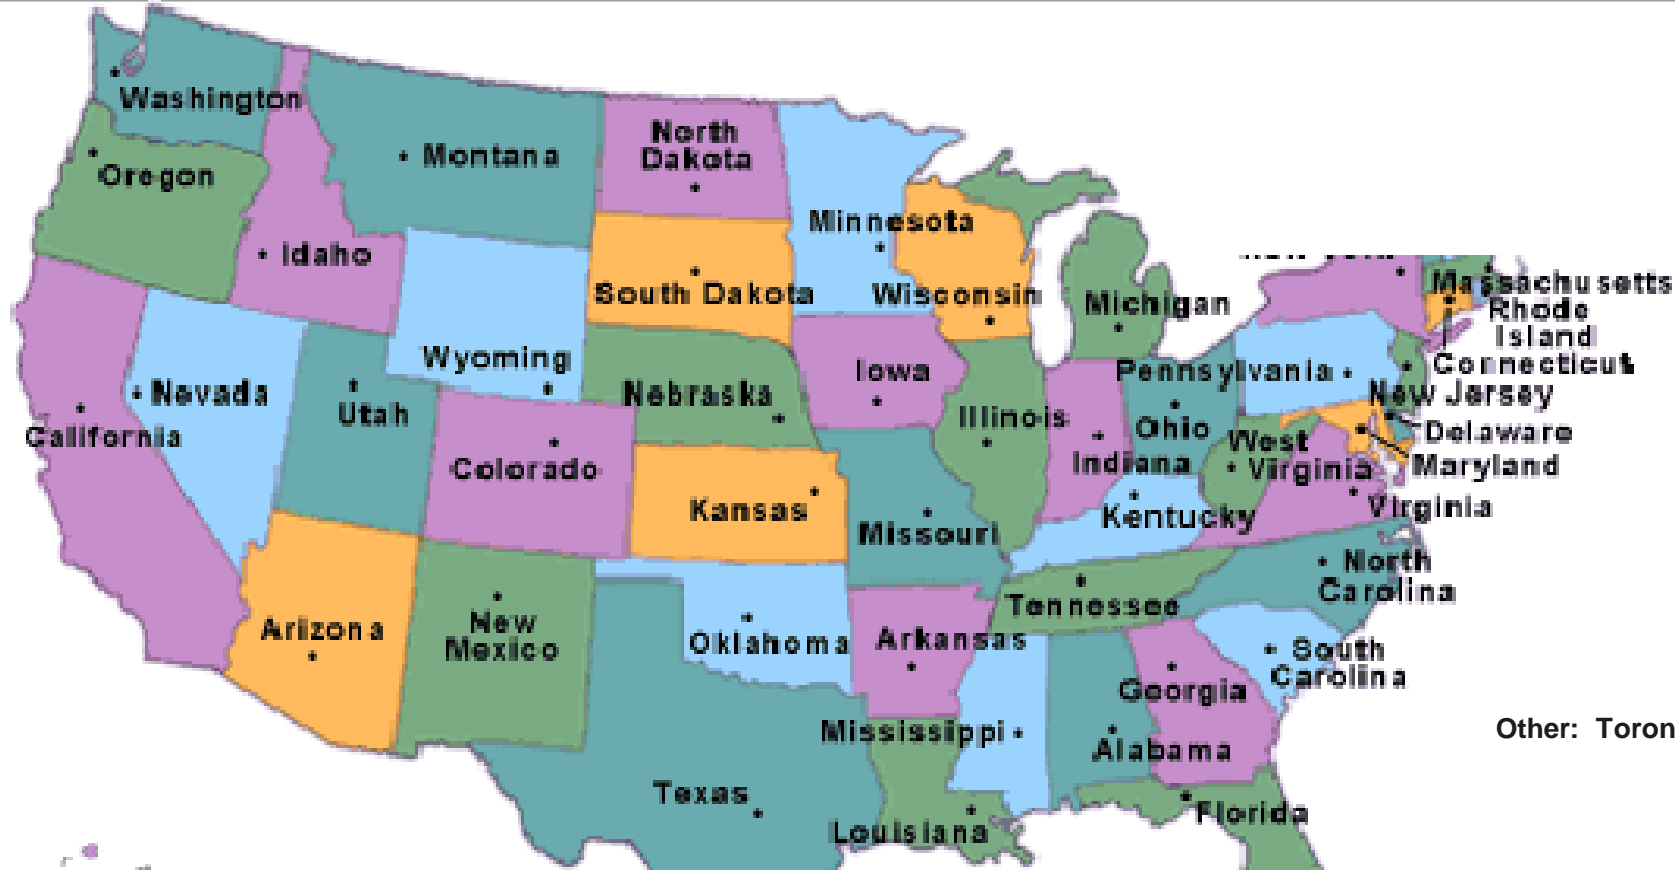 Washington
Montana
North
Dakota
Oregon
Minnesota
Idaho
South Dakota
Wisconsin
Michigan
Massachusetts
Rhode
Island
Connecticut
Wyoming
Iowa
Pennsylvania
New Jersey
Nevada
Utah
Nebraska
Illinois
Ohio
Delaware
California
Colorado
Indiana
West
Virginia
Maryland
Kansas
Missouri
Kentucky
Virginia
North
Carolina
Arizona
New
Mexico
Oklahoma
Arkansas
Tennessee
South
Carolina
Georgia
Mississippi
Alabama
Other: Toron
Texas
Louisiana
Florida